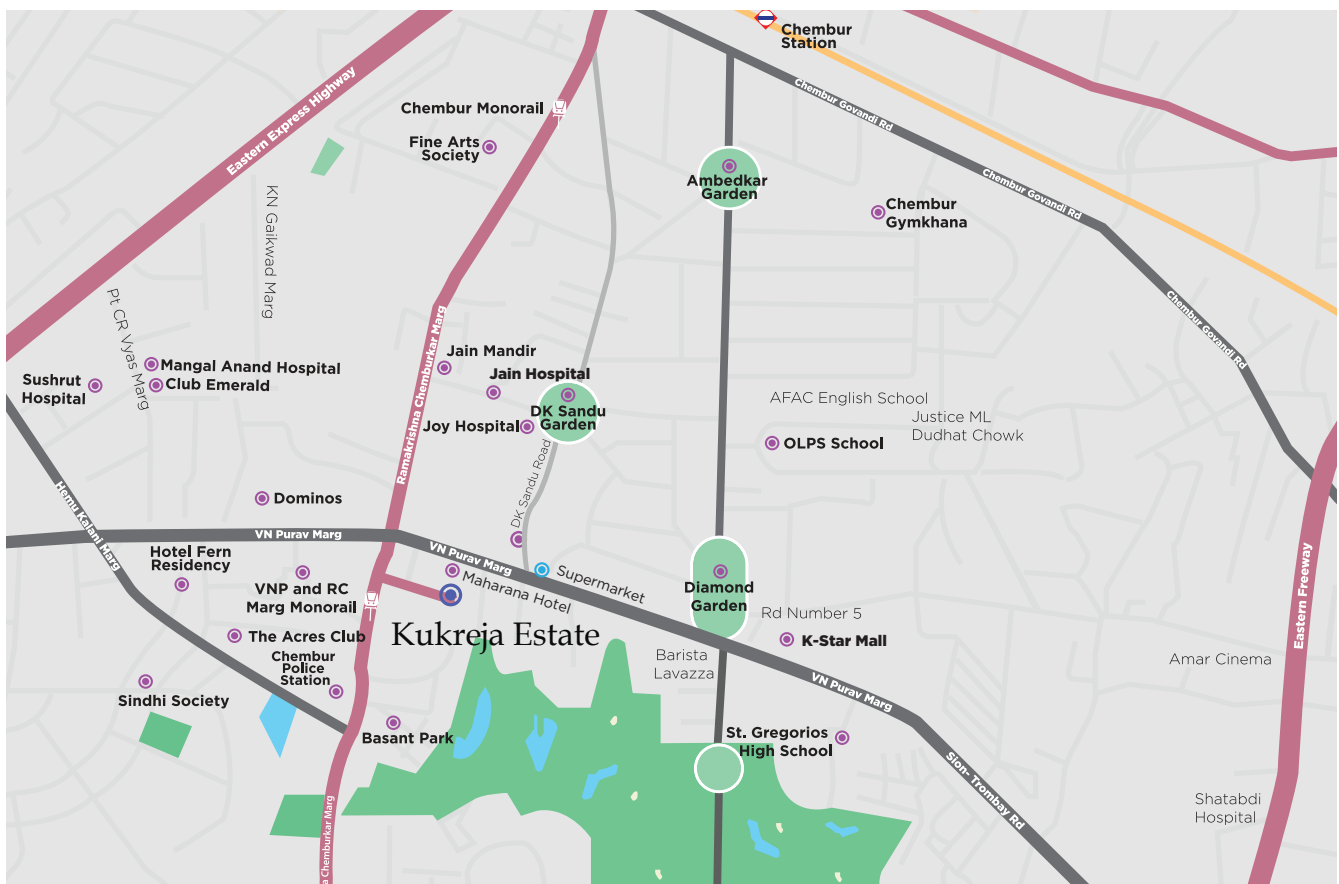 Chembur
Station
Eastern Express Highway
Chembur Monorail
Fine Arts
Society
Chembur Govandi Rd
Ambedkar
Garden
Chembur Govandi Rd
Chembur
Gymkhana
KN Gaikwad Marg
Pt CR Vyas Marg
Chembur Govandi Rd
Ramakrishna Chemburkar Marg
Jain Mandir
Mangal Anand Hospital
Jain Hospital
Sushrut
Hospital
Club Emerald
DK Sandu
Garden
AFAC English School
Joy Hospital
Justice ML
Dudhat Chowk
OLPS School
DK Sandu Road
Dominos
Hemu Kalani Marg
VN Purav Marg
VN Purav Marg
Hotel Fern
Residency
Supermarket
Maharana Hotel
VNP and RC
Marg Monorail
Diamond
Garden
Eastern Freeway
Rd Number 5
Kukreja Estate
The Acres Club
K-Star Mall
Chembur
Police
Station
Barista
Lavazza
Amar Cinema
VN Purav Marg
Sindhi Society
Basant Park
St. Gregorios
High School
Sion- Trombay Rd
Shatabdi
Hospital
a Chemburkar Marg